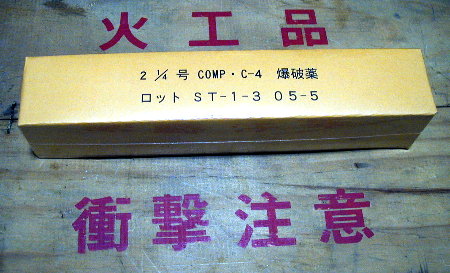 火工品
2 1/4 号 COMP・C-4 爆破薬
ロット ST-1-3 05-5
衝撃注意